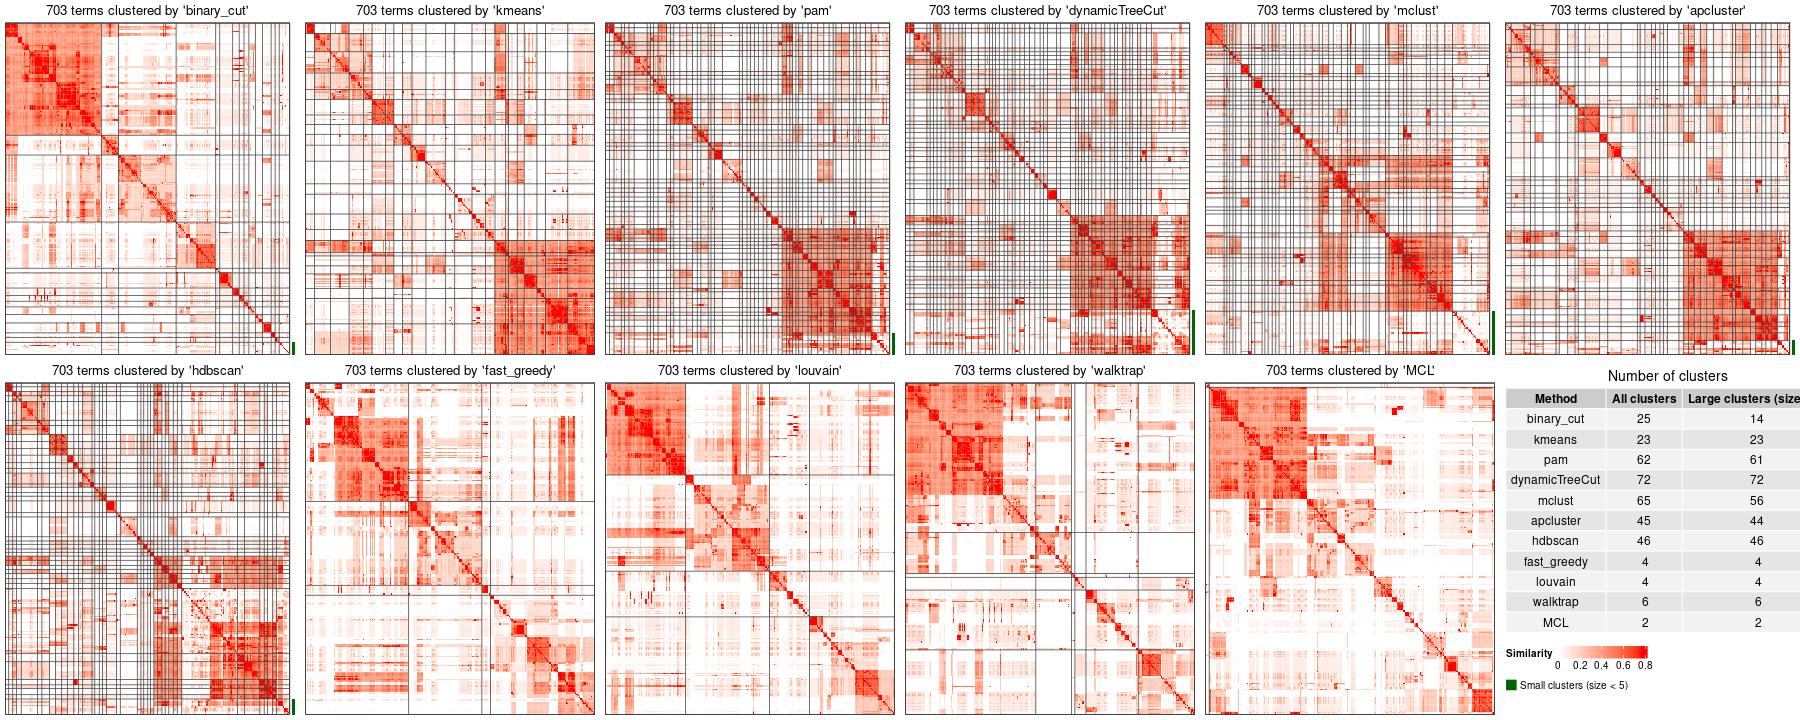 703 terms clustered by 'binary_cut'
703 terms clustered by 'kmeans'
703 terms clustered by 'pam'
703 terms clustered by 'dynamicTreeCut'
703 terms clustered by 'mclust'
703 terms clustered by 'apcluster'
703 terms clustered by 'hdbscan'
703 terms clustered by 'fast_greedy'
703 terms clustered by 'louvain'
703 terms clustered by 'walktrap'
703 terms clustered by 'MCL'
Number of clusters
Method All clusters Large clusters (size
binary_cut 25 14
kmeans 23 23
pam 62 61
dynamicTreeCut 72 72
mclust 65 56
apcluster 45 44
hdbscan 46 46
fast_greedy 4 4
louvain 4 4
walktrap 6 6
MCL 2 2
Similarity
0 0.2 0.4 0.6 0.8
Small clusters (size < 5)